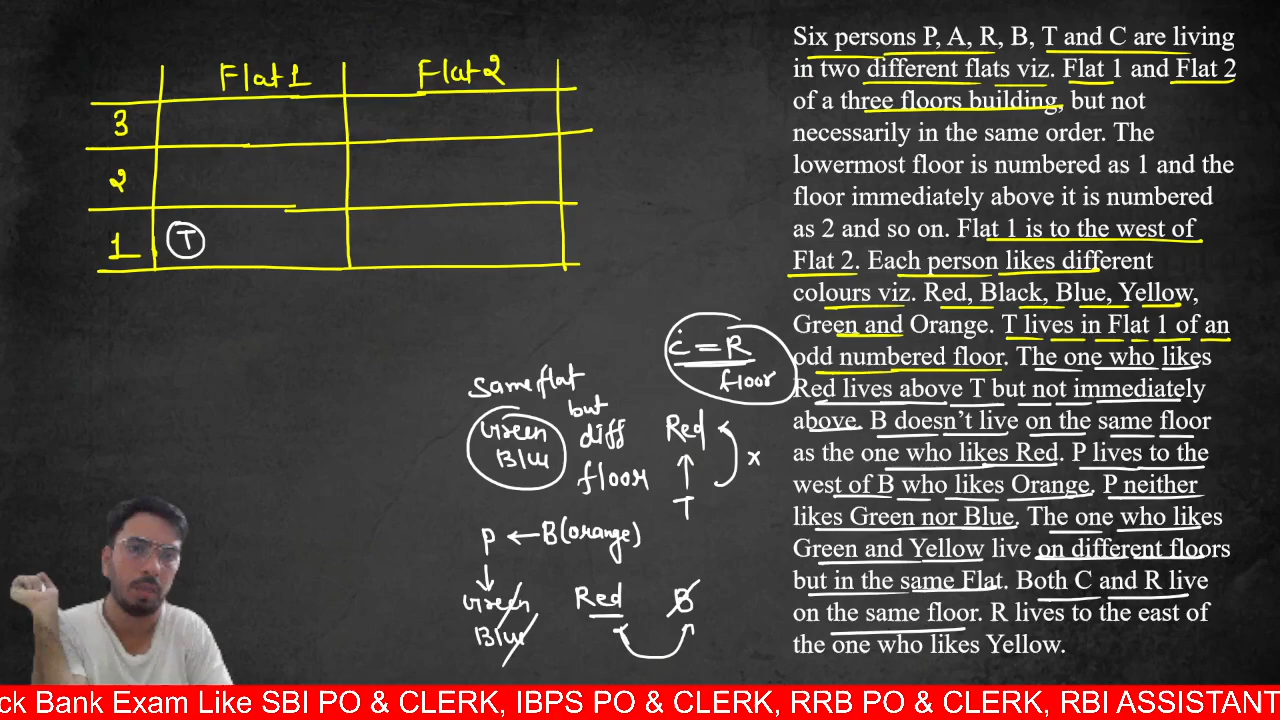 Flat1 Flat2
3
2
1 T
Six persons P, A, R, B, T and C are living
in two different flats viz. Flat 1 and Flat 2
of a three floors building, but not
necessarily in the same order. The
lowermost floor is numbered as 1 and the
floor immediately above it is numbered
as 2 and so on. Flat 1 is to the west of
Flat 2. Each person likes different
colours viz. Red, Black, Blue, Yellow,
Green and Orange. T lives in Flat 1 of an
odd numbered floor. The one who likes
Red lives above T but not immediately
above. B doesn't live on the same floor
as the one who likes Red. P lives to the
west of B who likes Orange. P neither
likes Green nor Blue. The one who likes
Green and Yellow live on different floors
but in the same Flat. Both C and R live
on the same floor. R lives to the east of
the one who likes Yellow.
C = R
floor
Same flat
but
Green diff
Blue floor
Red
↑ x
T
P ← B(orange)
↓
Green
Blue
Red B
ck Bank Exam Like SBI PO & CLERK, IBPS PO & CLERK, RRB PO & CLERK, RBI ASSISTANT